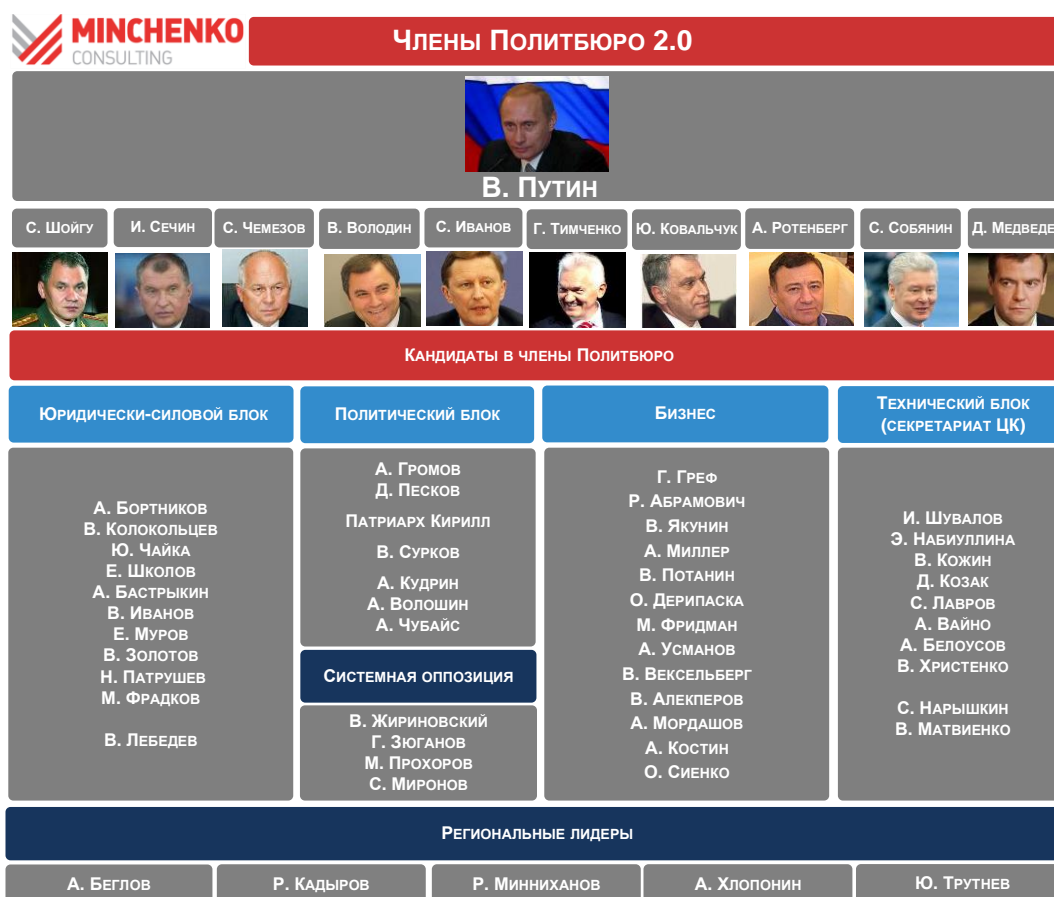 MINCHENKO
CONSULTING
Члены Политбюро 2.0
В. Путин
С. Шойгу
И. Сечин
С. Чемезов
В. Володин
С. Иванов
Г. Тимченко
Ю. Ковальчук
А. Ротенберг
С. Собянин
Д. Медведе
Кандидаты в члены Политбюро
Юридически-силовой блок
Политический блок
Бизнес
Технический блок
(секретариат ЦК)
А. Бортников
В. Колокольцев
Ю. Чайка
Е. Школов
А. Бастрыкин
В. Иванов
Е. Муров
В. Золотов
Н. Патрушев
М. Фрадков
В. Лебедев
А. Громов
Д. Песков
Патриарх Кирилл
В. Сурков
А. Кудрин
А. Волошин
А. Чубайс
Системная оппозиция
В. Жириновский
Г. Зюганов
М. Прохоров
С. Миронов
Г. Греф
Р. Абрамович
В. Якунин
А. Миллер
В. Потанин
О. Дерипаска
М. Фридман
А. Усманов
В. Вексельберг
В. Алекперов
А. Мордашов
А. Костин
О. Сиенко
И. Шувалов
Э. Набиуллина
В. Кожин
Д. Козак
С. Лавров
А. Вайно
А. Белоусов
В. Христенко
С. Нарышкин
В. Матвиенко
Региональные лидеры
А. Беглов
Р. Кадыров
Р. Минниханов
А. Хлопонин
Ю. Трутнев